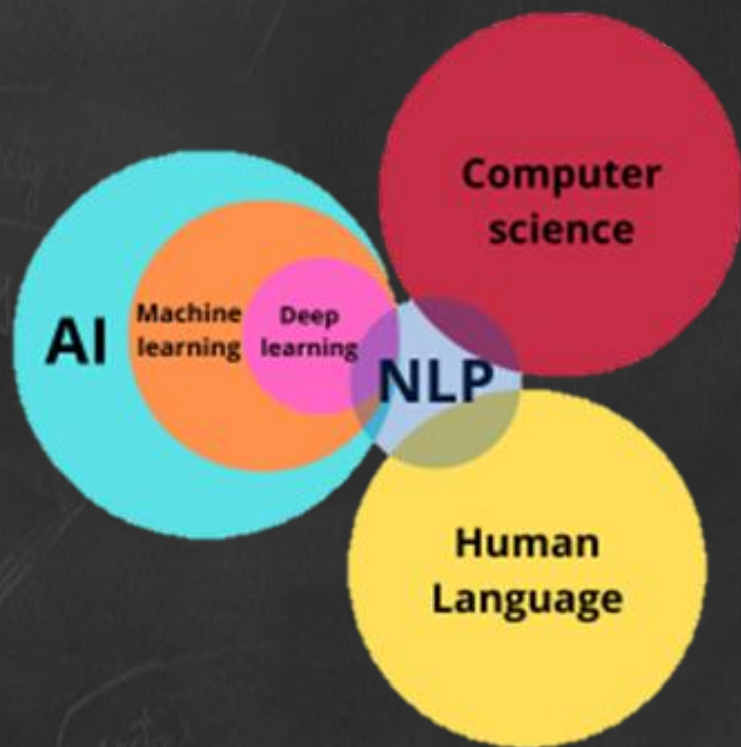 Computer
science
AI
Machine
learning
Deep
learning
NLP
Human
Language